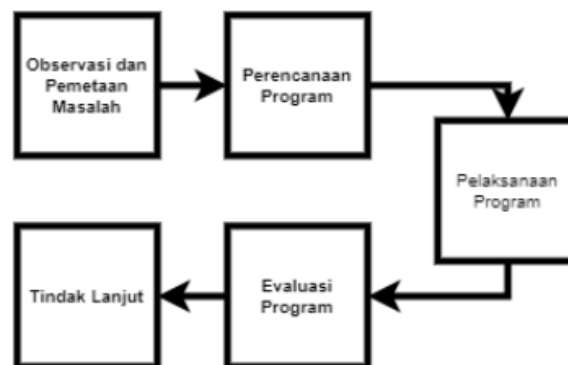 Observasi dan
Pemetaan
Masalah
Perencanaan
Program
Pelaksanaan
Program
Evaluasi
Program
Tindak Lanjut